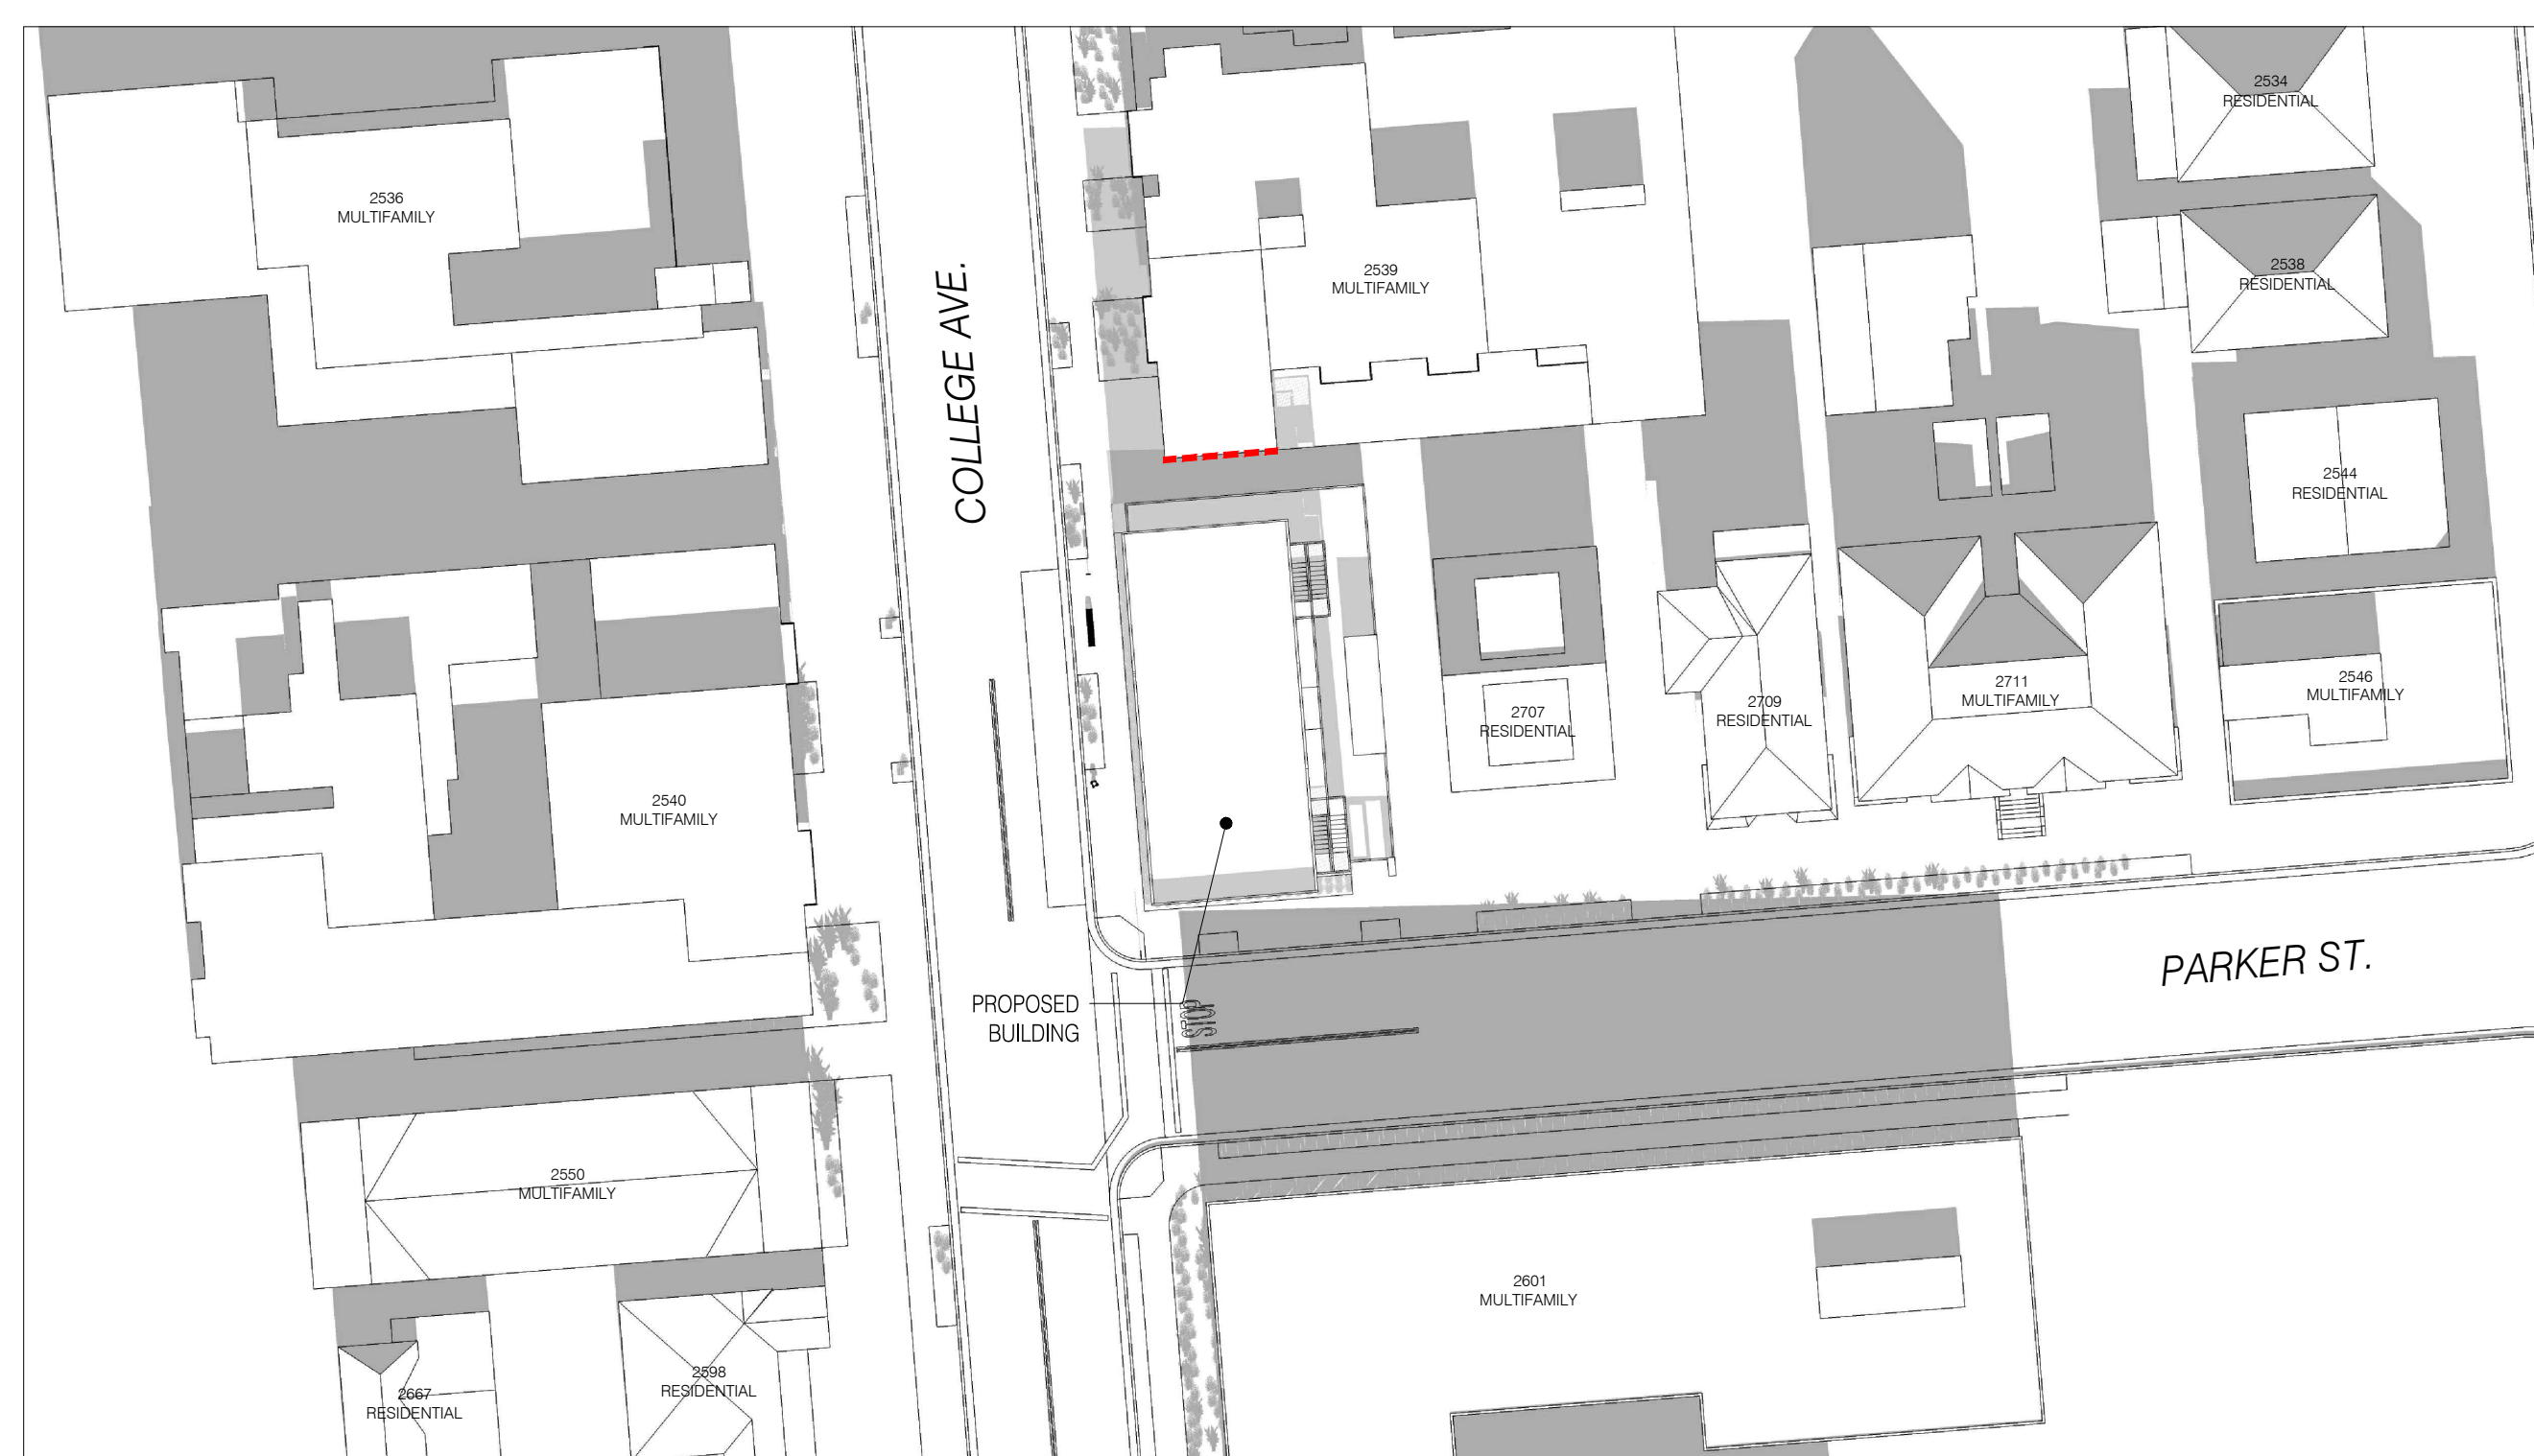 2534
RESIDENTIAL
2536
MULTIFAMILY
2539
MULTIFAMILY
2538
RESIDENTIAL
COLLEGE AVE.
2544
RESIDENTIAL
2540
MULTIFAMILY
2707
RESIDENTIAL
2709
RESIDENTIAL
2711
MULTIFAMILY
2546
MULTIFAMILY
PROPOSED
BUILDING
STOP
PARKER ST.
2550
MULTIFAMILY
2601
MULTIFAMILY
2667
RESIDENTIAL
2598
RESIDENTIAL